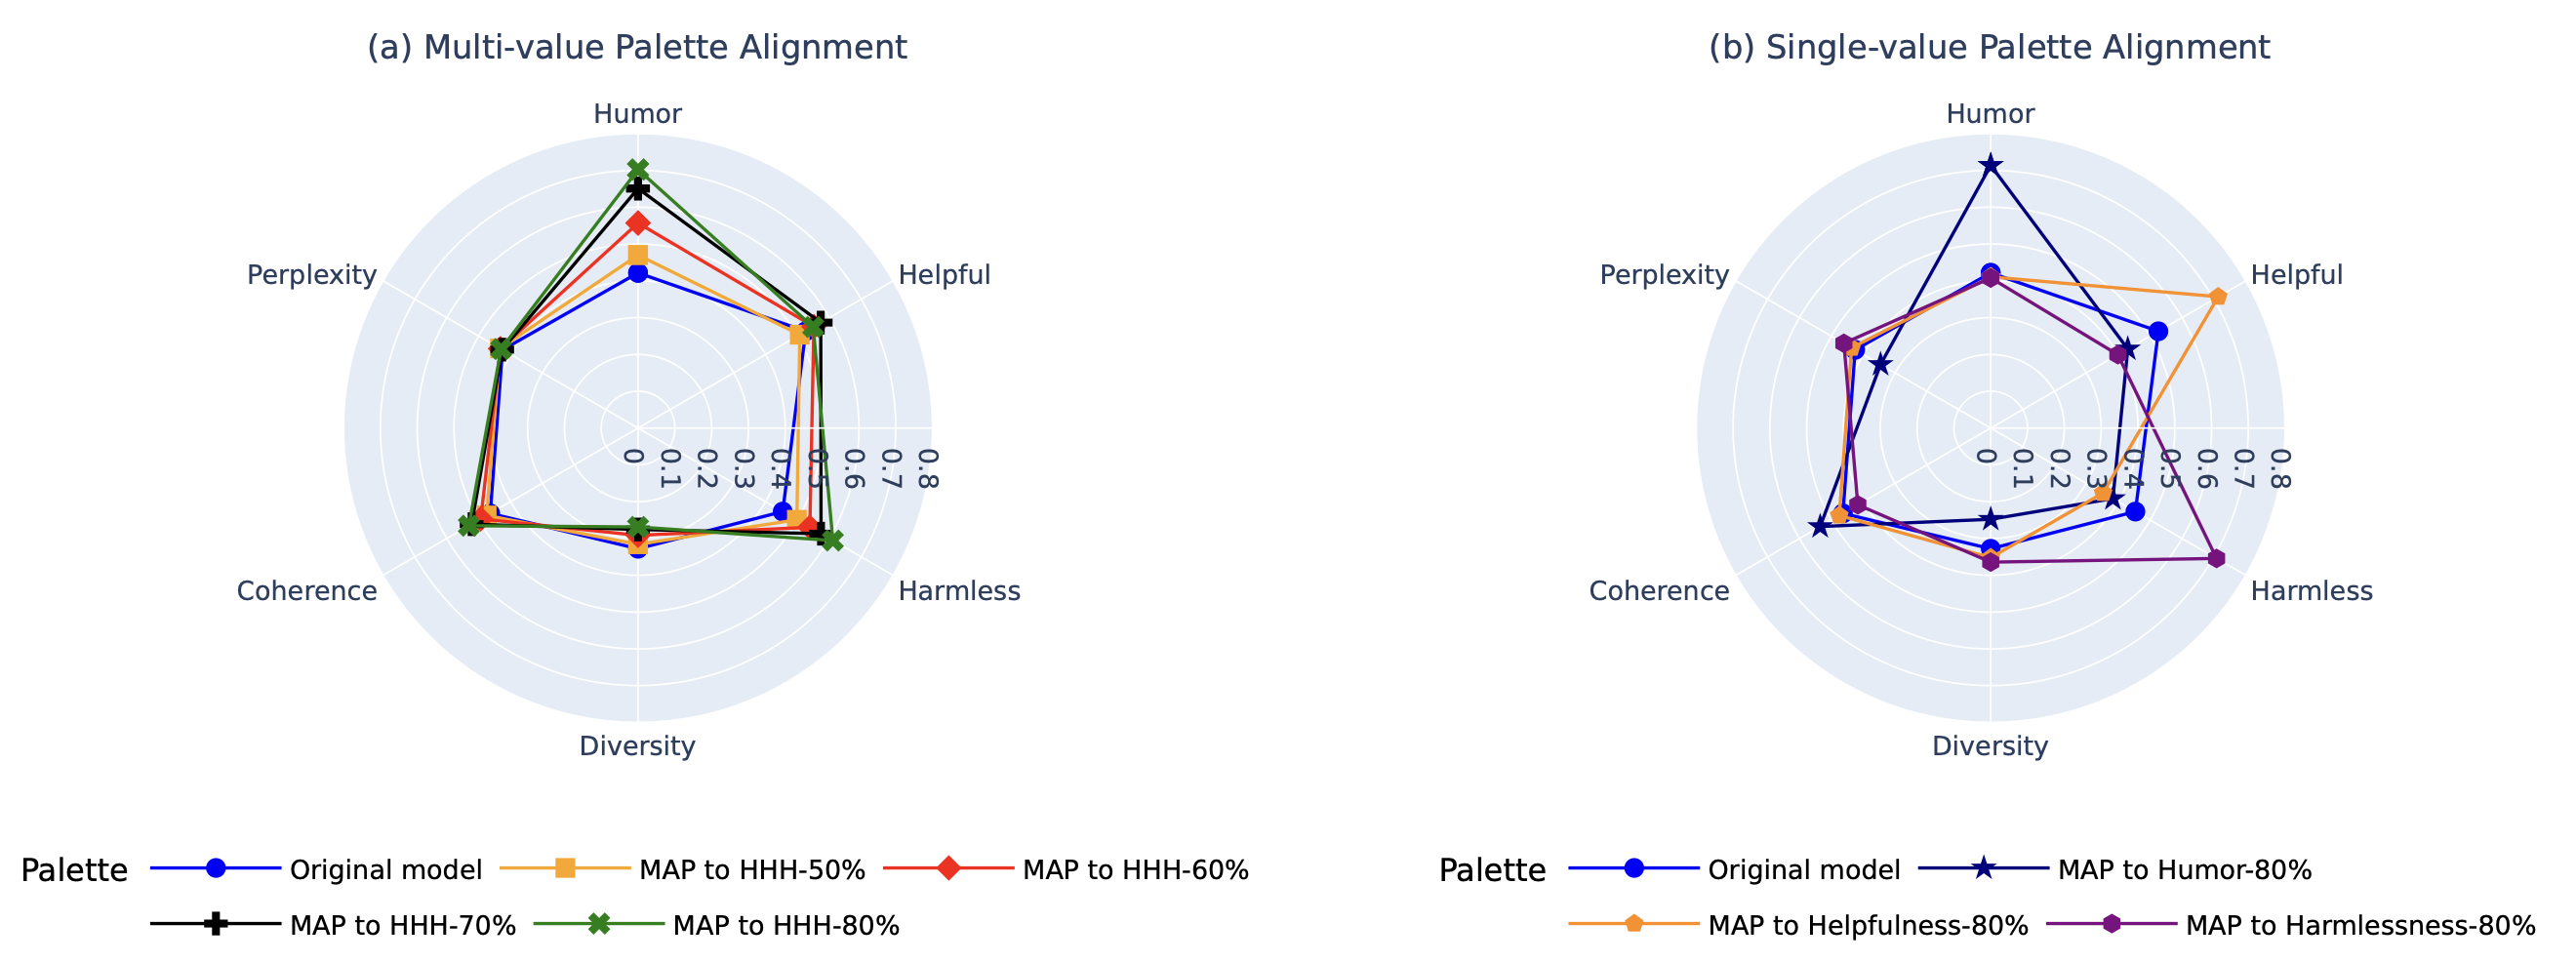 (a) Multi-value Palette Alignment
Humor
Perplexity
Helpful
0 0.1 0.2 0.3 0.4 0.5 0.6 0.7 0.8
Coherence
Harmless
Diversity
Palette
Original model
MAP to HHH-50%
MAP to HHH-60%
MAP to HHH-70%
MAP to HHH-80%
(b) Single-value Palette Alignment
Humor
Perplexity
Helpful
0 0.1 0.2 0.3 0.4 0.5 0.6 0.7 0.8
Coherence
Harmless
Diversity
Palette
Original model
MAP to Humor-80%
MAP to Helpfulness-80%
MAP to Harmlessness-80%